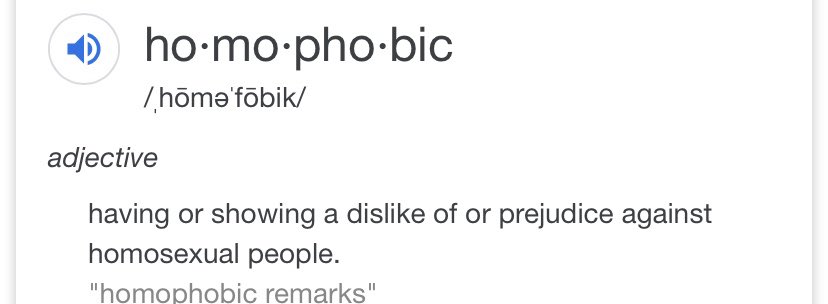 ho·mo·pho·bic
/ˌhōməˈfōbik/
adjective
having or showing a dislike of or prejudice against
homosexual people.
"homophobic remarks"